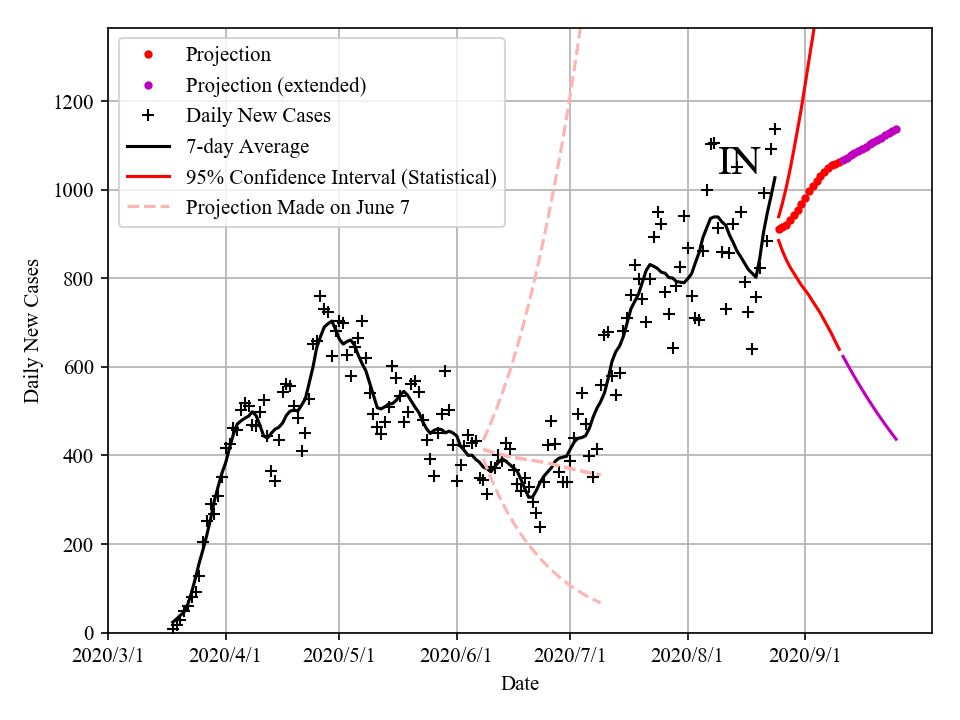 Projection
Projection (extended)
Daily New Cases
7-day Average
95% Confidence Interval (Statistical)
Projection Made on June 7
IN
Daily New Cases
1200
1000
800
600
400
200
0
2020/3/1 2020/4/1 2020/5/1 2020/6/1 2020/7/1 2020/8/1 2020/9/1
Date